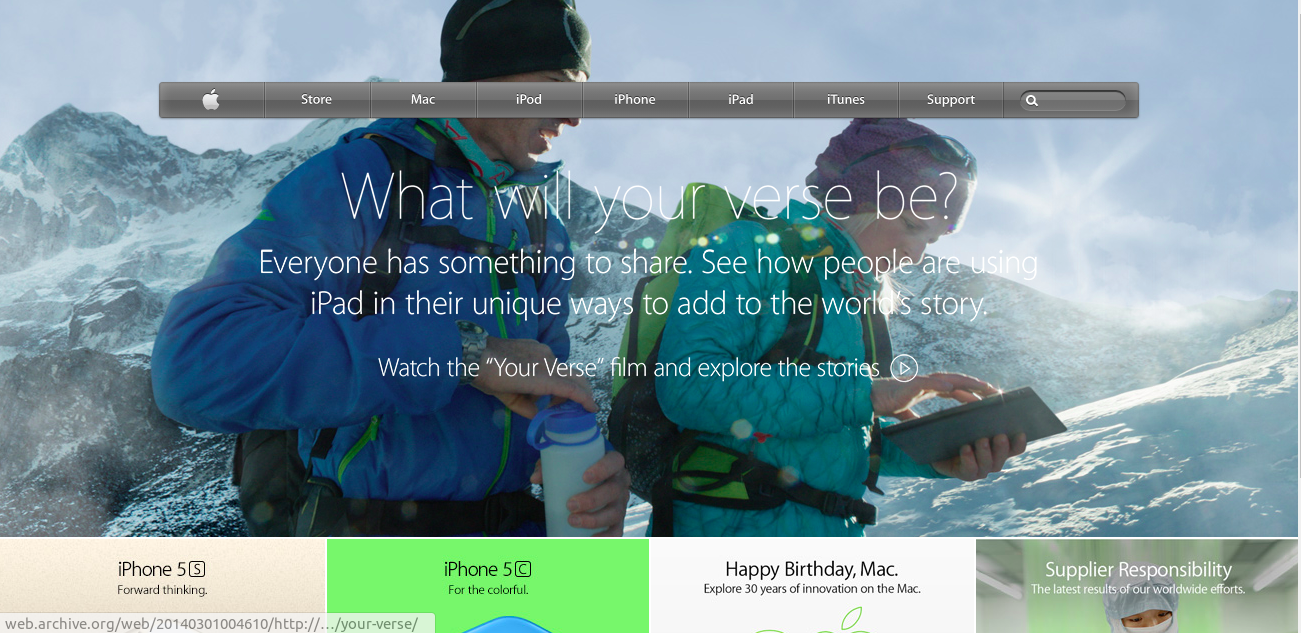 Store Mac iPod iPhone iPad iTunes Support
What will your verse be?
Everyone has something to share. See how people are using
iPad in their unique ways to add to the world's story.
Watch the “Your Verse” film and explore the stories
iPhone 5S
Forward thinking.
iPhone 5C
For the colorful.
Happy Birthday, Mac.
Explore 30 years of innovation on the Mac.
Supplier Responsibility
The latest results of our worldwide efforts.
web.archive.org/web/20140301004610/http://.../your-verse/